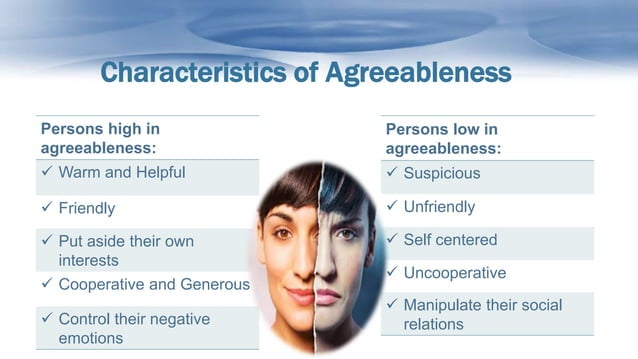 Characteristics of Agreeableness
Persons high in
agreeableness:
✓ Warm and Helpful
✓ Friendly
✓ Put aside their own
interests
✓ Cooperative and Generous
✓ Control their negative
emotions
Persons low in
agreeableness:
✓ Suspicious
✓ Unfriendly
✓ Self centered
✓ Uncooperative
✓ Manipulate their social
relations